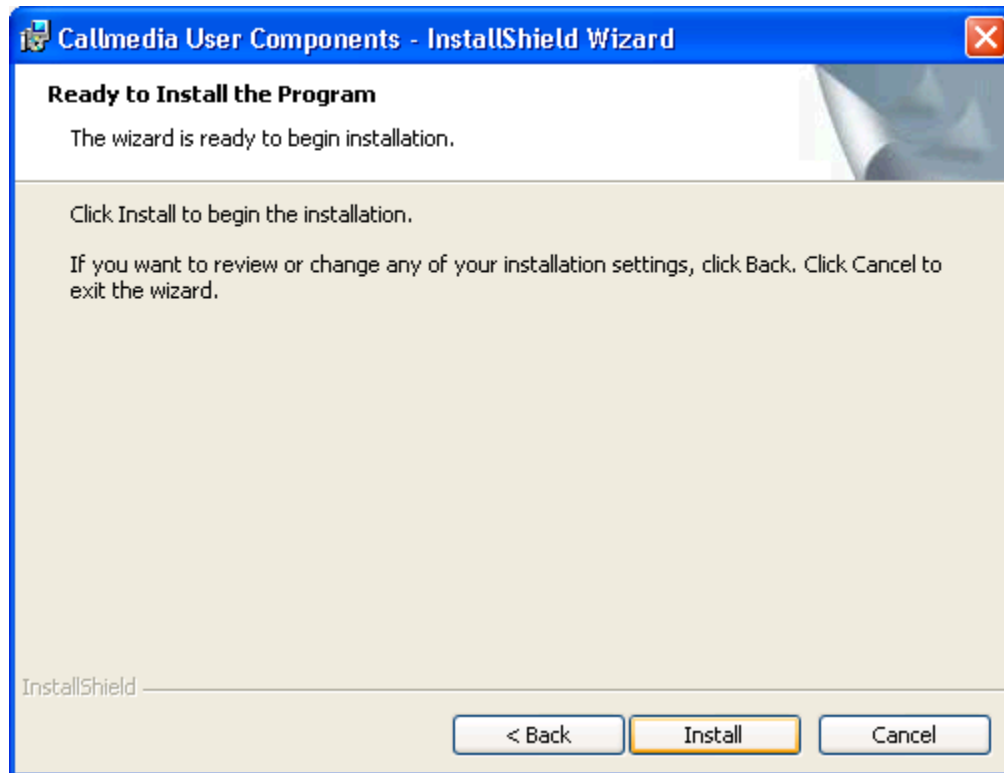 Callmedia User Components - InstallShield Wizard
Ready to Install the Program
The wizard is ready to begin installation.
Click Install to begin the installation.
If you want to review or change any of your installation settings, click Back. Click Cancel to
exit the wizard.
InstallShield
< Back Install Cancel